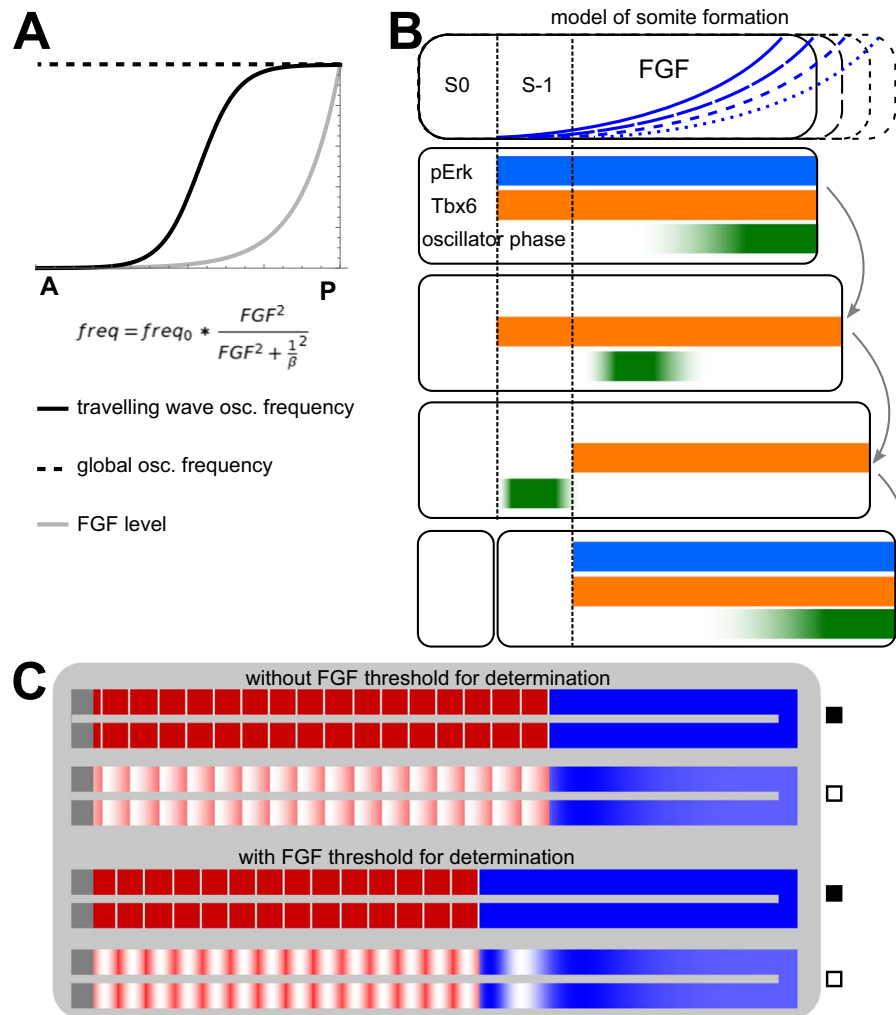 A
A
P
freq = freq₀ * FGF² / (FGF² + 1/β²)
travelling wave osc. frequency
global osc. frequency
FGF level
B
model of somite formation
S0
S-1
FGF
pErk
Tbx6
oscillator phase
C
without FGF threshold for determination
with FGF threshold for determination